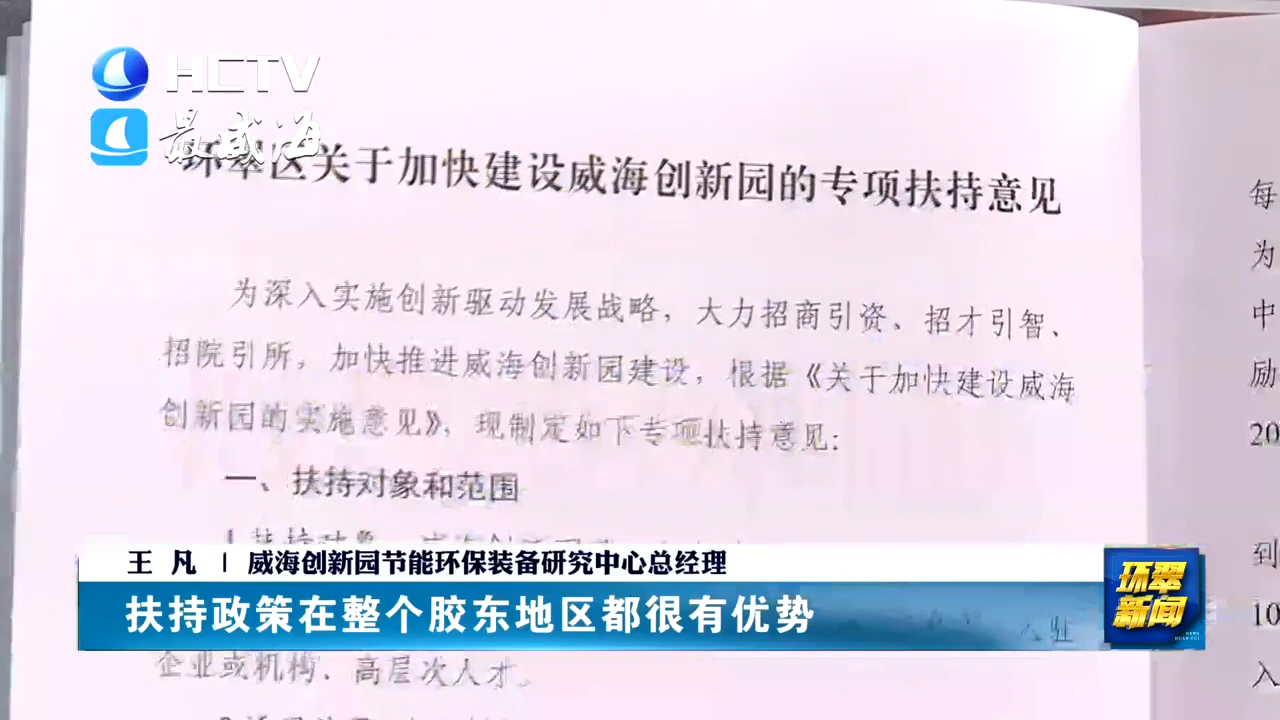 HCTV
最威海
环翠区关于加快建设威海创新园的专项扶持意见
为深入实施创新驱动发展战略，大力招商引资、招才引智、
招院引所，加快推进威海创新园建设，根据《关于加快建设威海
创新园的实施意见》，现制定如下专项扶持意见：
一、扶持对象和范围
王凡 | 威海创新园节能环保装备研究中心总经理
扶持政策在整个胶东地区都很有优势
入驻
企业或机构、高层次人才。
每
为
中
励
20
到
10
入
环翠
新闻
NEWS
HUAN CUI